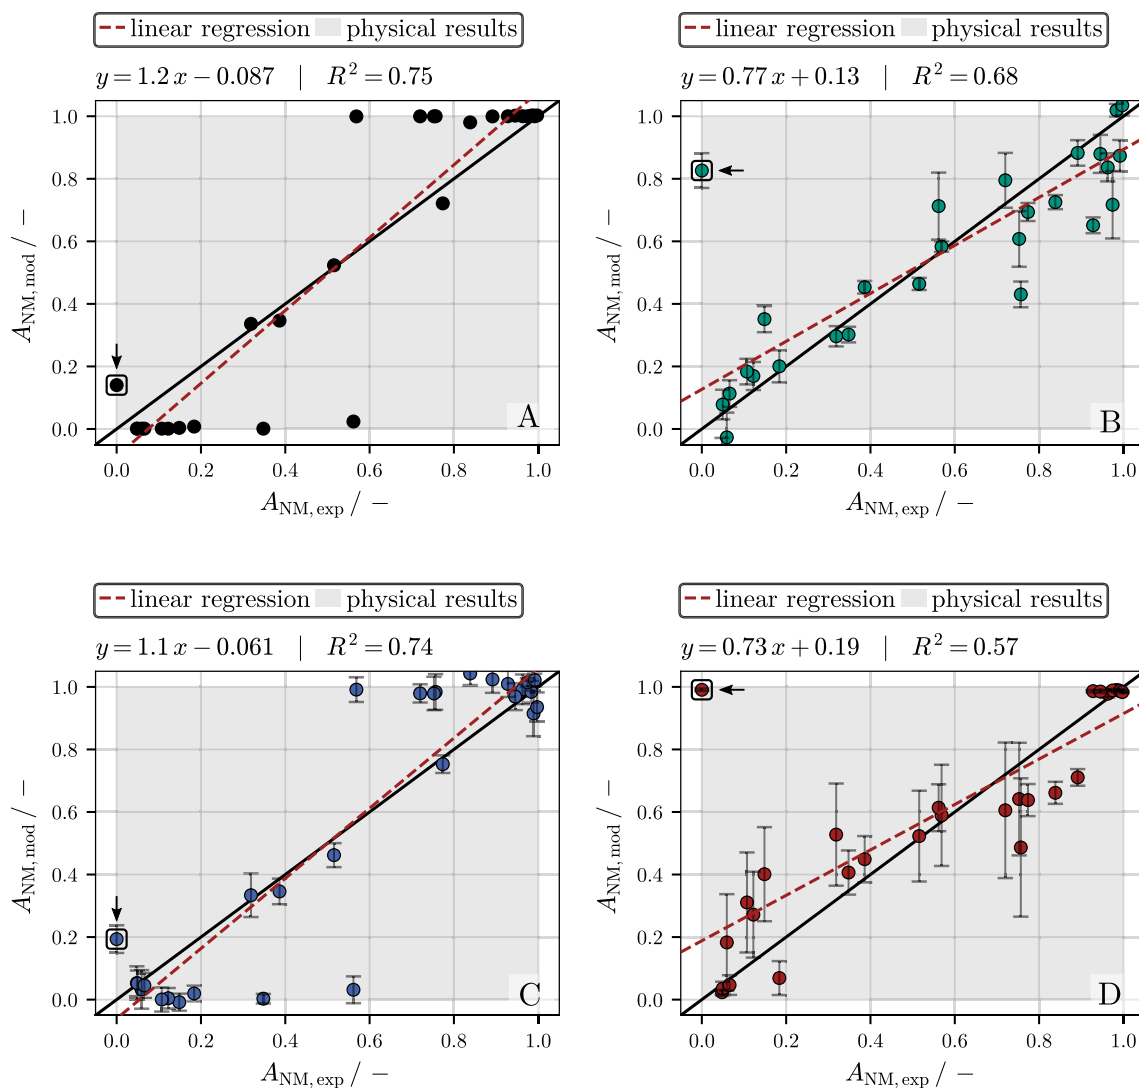 linear regression physical results
y = 1.2 x − 0.087 | R² = 0.75
1.0
0.8
0.6
0.4
0.2
0.0
A_NM, mod / −
A
0.0 0.2 0.4 0.6 0.8 1.0
A_NM, exp / −
linear regression physical results
y = 0.77 x + 0.13 | R² = 0.68
1.0
0.8
0.6
0.4
0.2
0.0
A_NM, mod / −
B
0.0 0.2 0.4 0.6 0.8 1.0
A_NM, exp / −
linear regression physical results
y = 1.1 x − 0.061 | R² = 0.74
1.0
0.8
0.6
0.4
0.2
0.0
A_NM, mod / −
C
0.0 0.2 0.4 0.6 0.8 1.0
A_NM, exp / −
linear regression physical results
y = 0.73 x + 0.19 | R² = 0.57
1.0
0.8
0.6
0.4
0.2
0.0
A_NM, mod / −
D
0.0 0.2 0.4 0.6 0.8 1.0
A_NM, exp / −